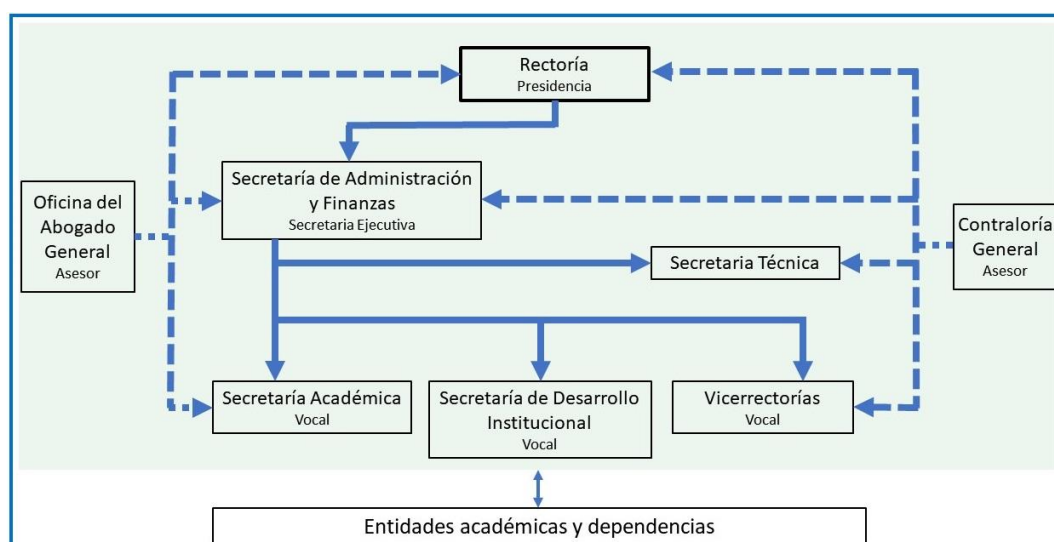 Rectoría
Presidencia
Secretaría de Administración
y Finanzas
Secretaria Ejecutiva
Oficina del
Abogado
General
Asesor
Contraloría
General
Asesor
Secretaria Técnica
Secretaría Académica
Vocal
Secretaría de Desarrollo
Institucional
Vocal
Vicerrectorías
Vocal
Entidades académicas y dependencias